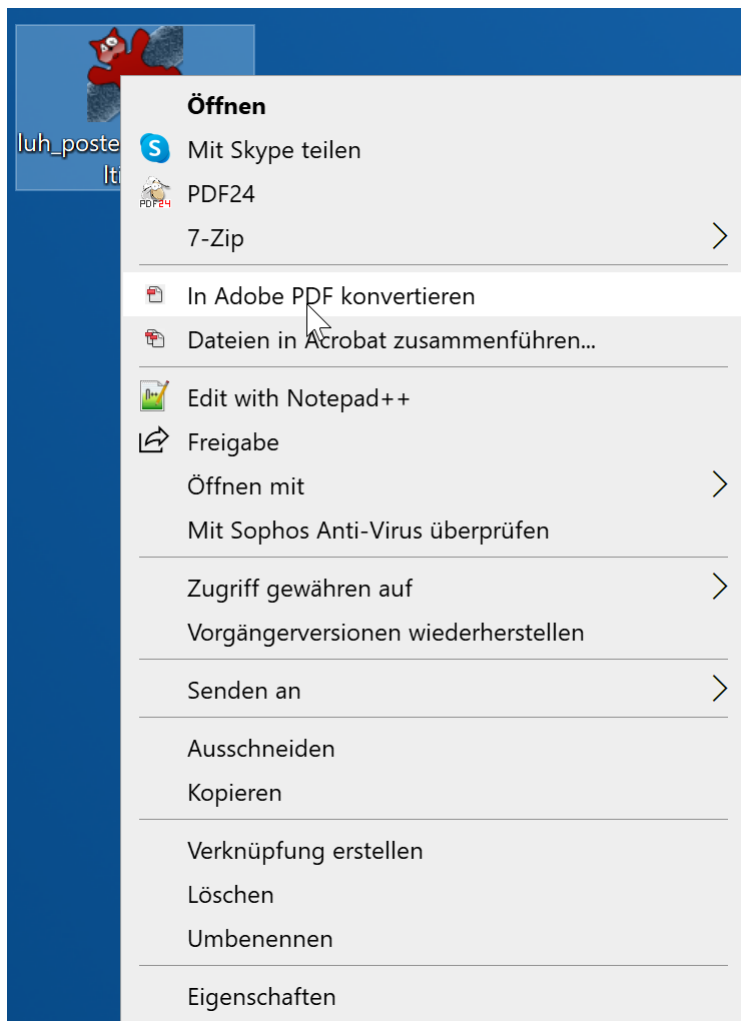 luh_poste
lti
Öffnen
Mit Skype teilen
PDF24
PDF24
7-Zip
In Adobe PDF konvertieren
Dateien in Acrobat zusammenführen...
Edit with Notepad++
Freigabe
Öffnen mit
Mit Sophos Anti-Virus überprüfen
Zugriff gewähren auf
Vorgängerversionen wiederherstellen
Senden an
Ausschneiden
Kopieren
Verknüpfung erstellen
Löschen
Umbenennen
Eigenschaften